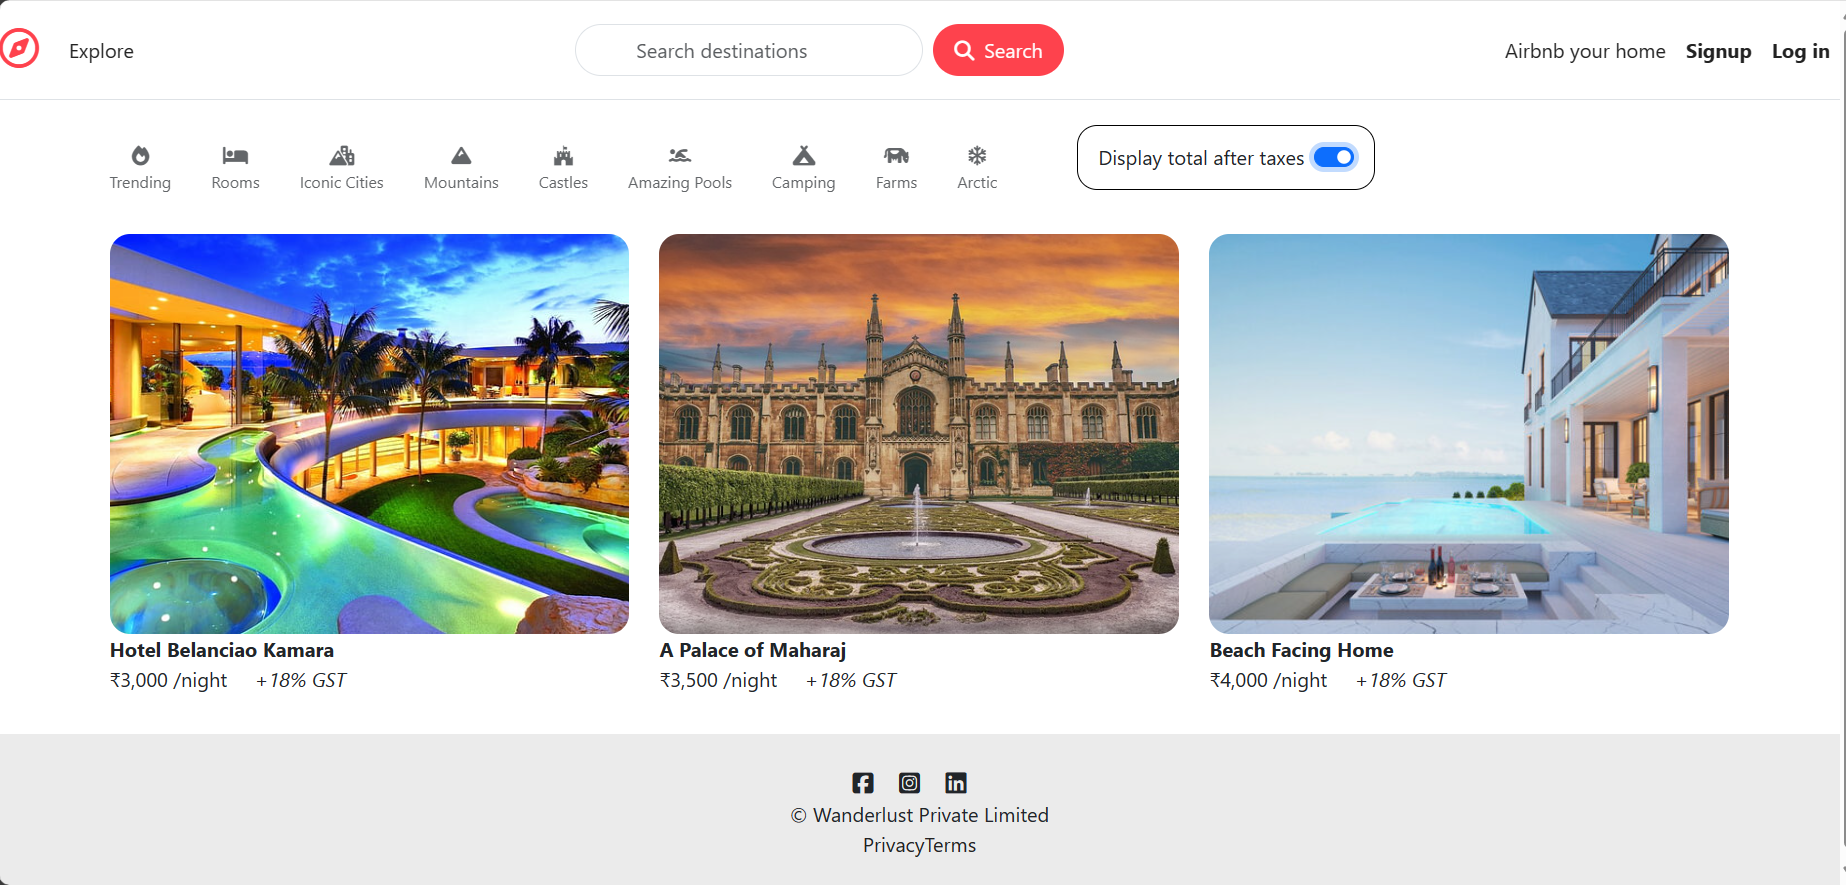 Explore
Search destinations
Search
Airbnb your home Signup Log in
Trending Rooms Iconic Cities Mountains Castles Amazing Pools Camping Farms Arctic
Display total after taxes
Hotel Belanciao Kamara
₹3,000 /night +18% GST
A Palace of Maharaj
₹3,500 /night +18% GST
Beach Facing Home
₹4,000 /night +18% GST
© Wanderlust Private Limited
PrivacyTerms